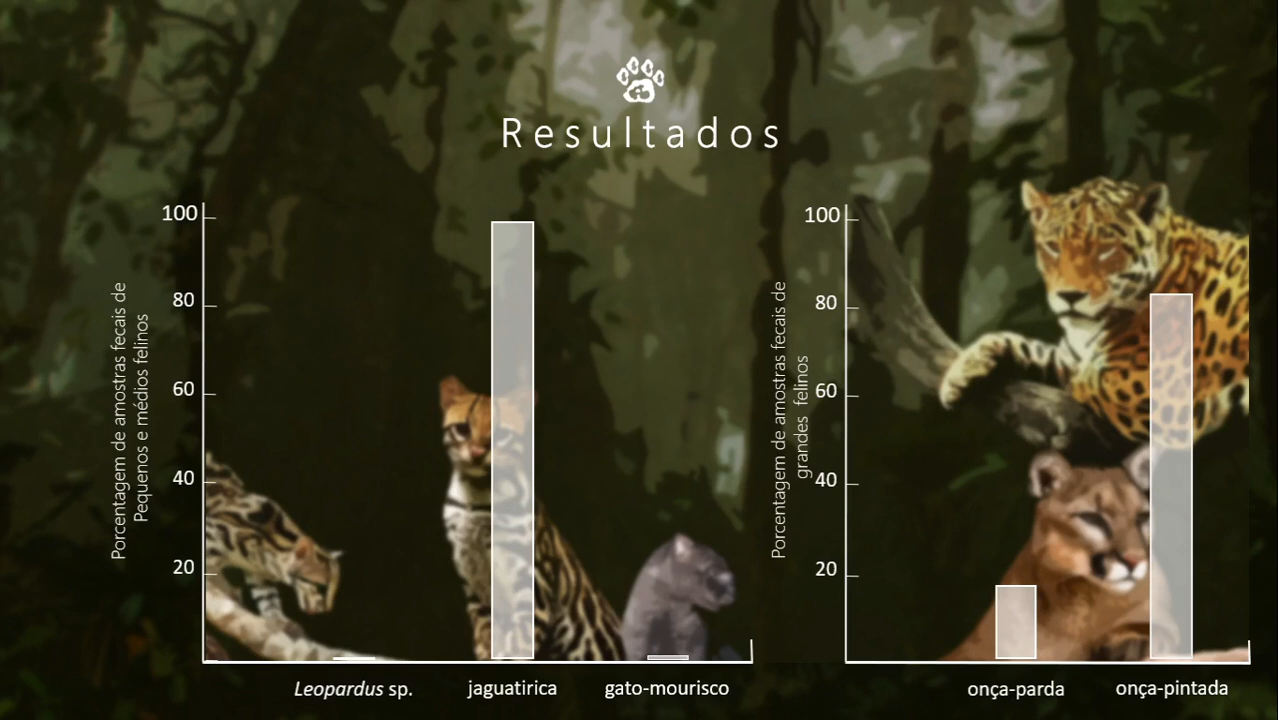 Resultados
Porcentagem de amostras fecais de
Pequenos e médios felinos
100
80
60
40
20
Leopardus sp.
jaguatirica
gato-mourisco
Porcentagem de amostras fecais de
grandes felinos
100
80
60
40
20
onça-parda
onça-pintada